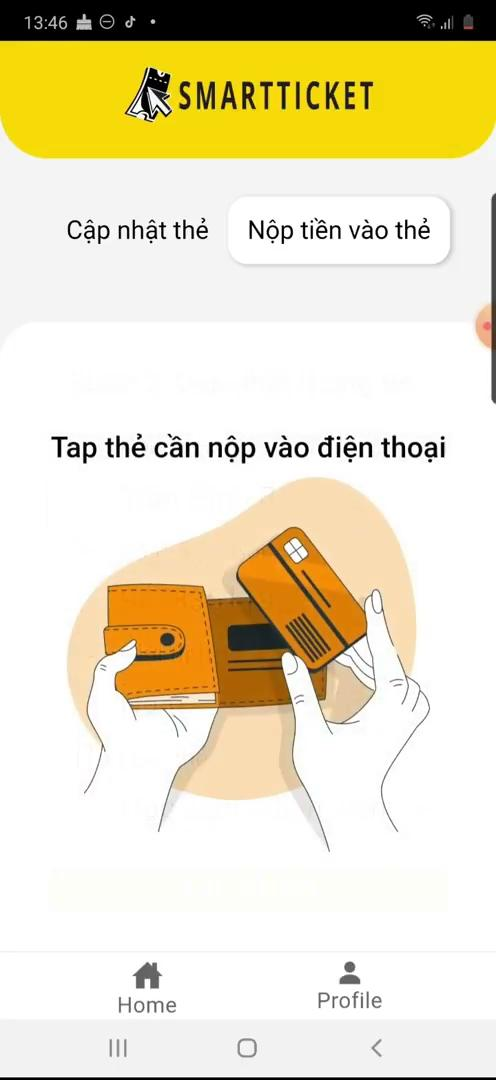 13:46
SMARTTICKET
Cập nhật thẻ
Nộp tiền vào thẻ
Tap thẻ cần nộp vào điện thoại
Home
Profile